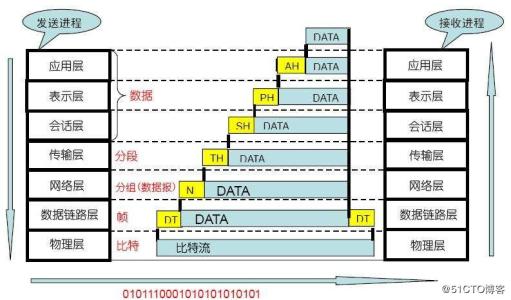 发送进程
接收进程
DATA
应用层
AH
DATA
应用层
表示层
数据
PH
DATA
表示层
会话层
SH
DATA
会话层
传输层
分段
TH
DATA
传输层
网络层
分组(数据报)
N
DATA
网络层
数据链路层
帧
DT
DATA
DT
数据链路层
物理层
比特
比特流
物理层
0101110001010101010101
@51CTO博客